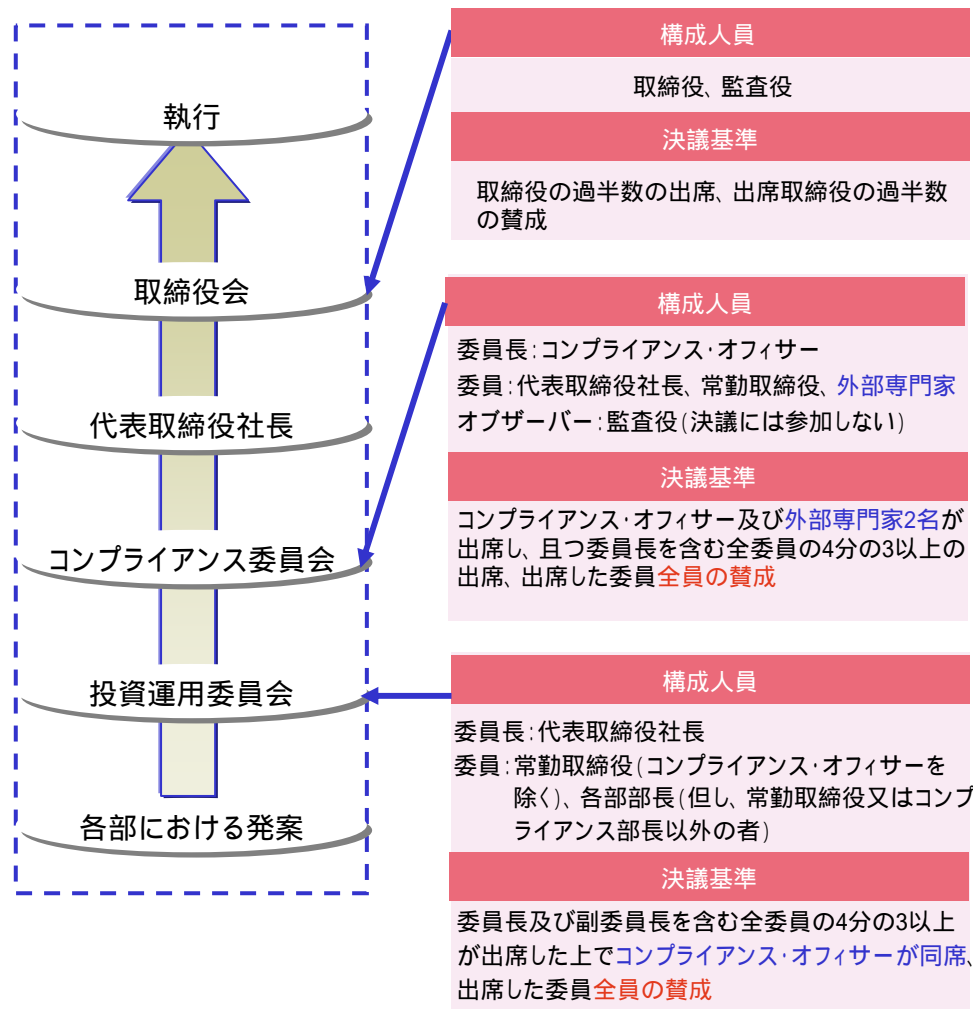 執行
取締役会
代表取締役社長
コンプライアンス委員会
投資運用委員会
各部における発案
構成人員
取締役、監査役
決議基準
取締役の過半数の出席、出席取締役の過半数
の賛成
構成人員
委員長:コンプライアンス・オフィサー
委員:代表取締役社長、常勤取締役、外部専門家
オブザーバー:監査役(決議には参加しない)
決議基準
コンプライアンス・オフィサー及び外部専門家2名が
出席し、且つ委員長を含む全委員の4分の3以上の
出席、出席した委員全員の賛成
構成人員
委員長:代表取締役社長
委員:常勤取締役(コンプライアンス・オフィサーを
除く)、各部部長(但し、常勤取締役又はコンプ
ライアンス部長以外の者)
決議基準
委員長及び副委員長を含む全委員の4分の3以上
が出席した上でコンプライアンス・オフィサーが同席、
出席した委員全員の賛成